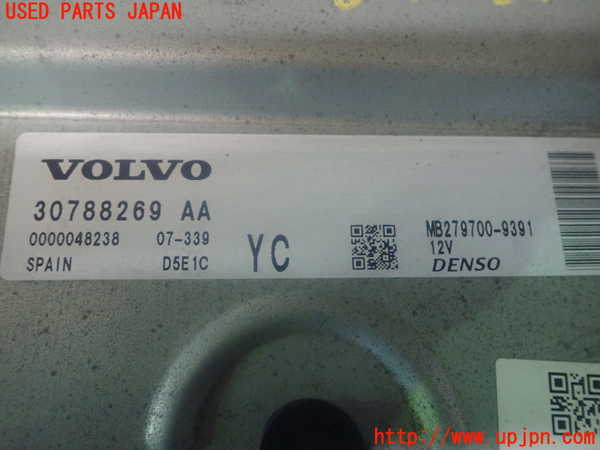 USED PARTS JAPAN
VOLVO
30788269 AA
0000048238 07-339
SPAIN D5E1C
YC
MB279700-9391
12V
DENSO
http://www.upjpn.com/